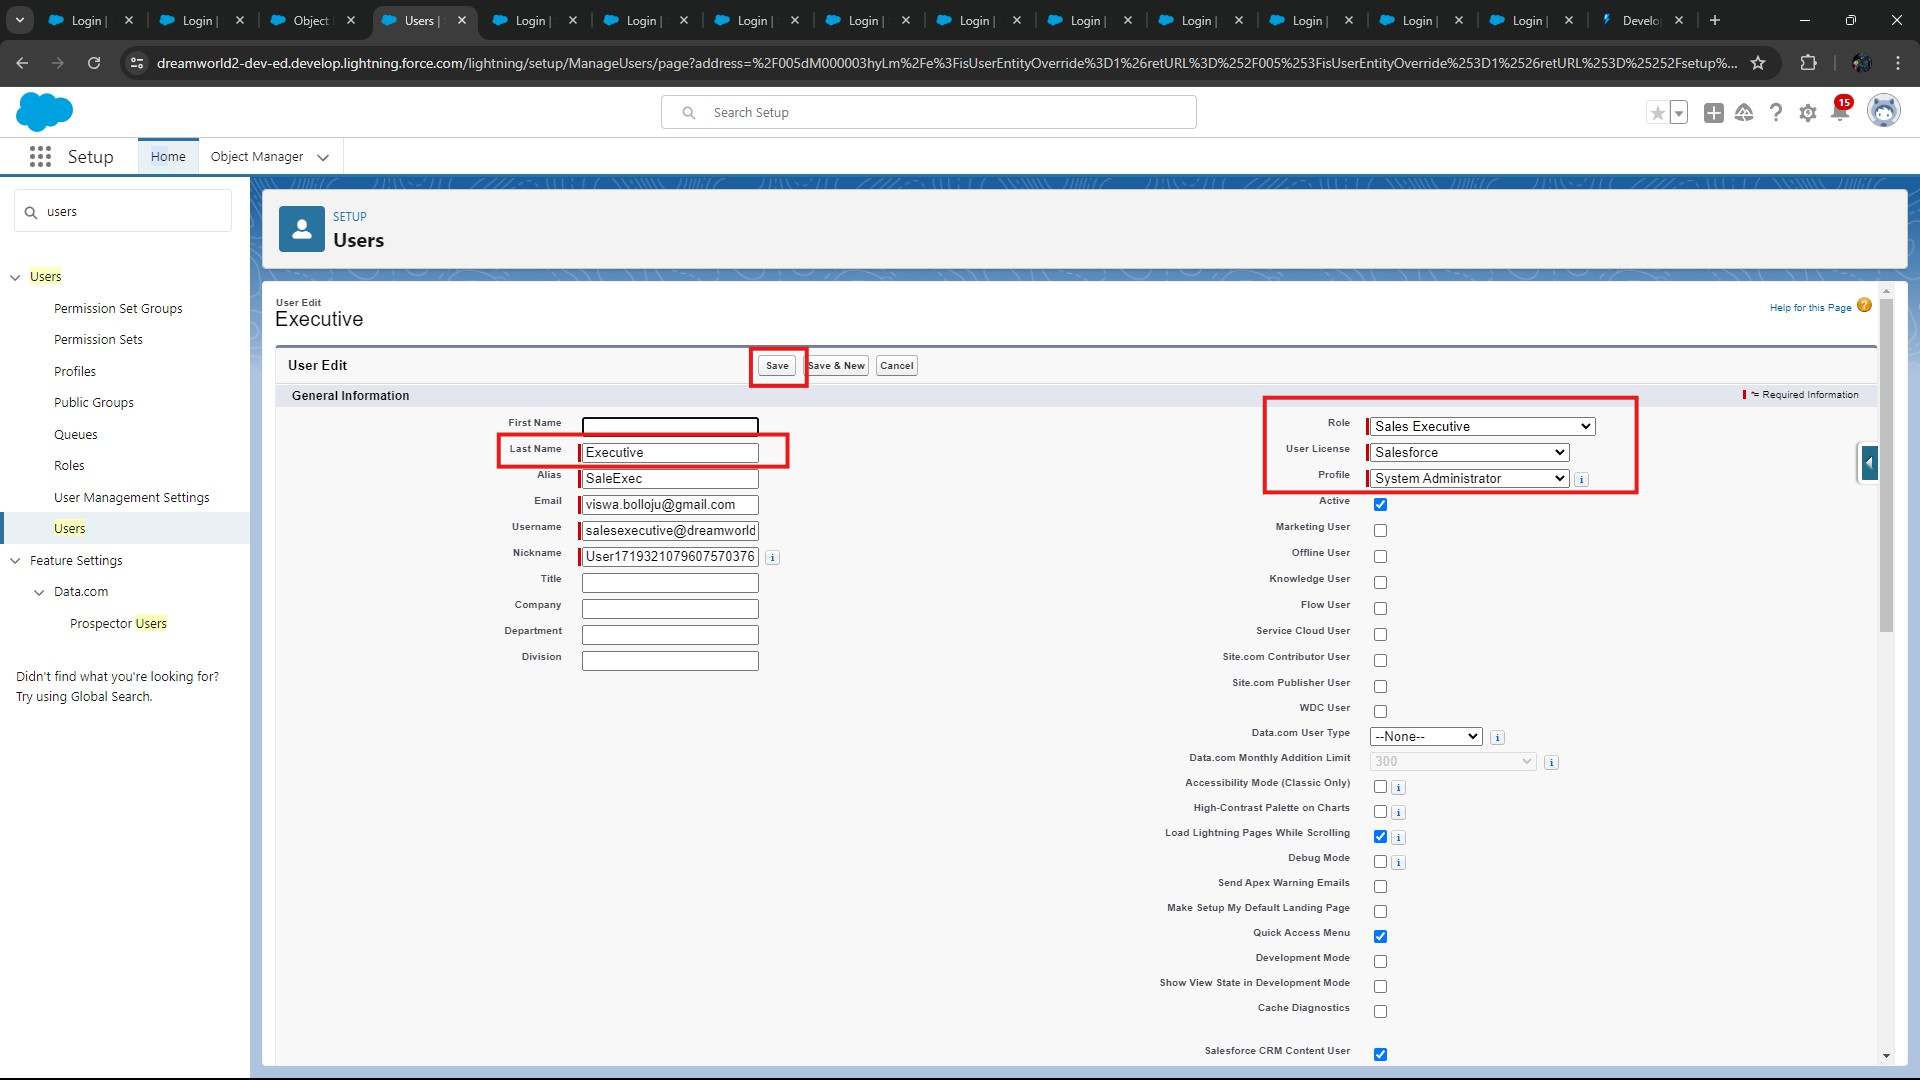 Login |
Login |
Object
Users |
Login |
Login |
Login |
Login |
Login |
Login |
Login |
Login |
Login |
Login |
Develo
dreamworld2-dev-ed.develop.lightning.force.com/lightning/setup/ManageUsers/page?address=%2F005dM000003hyLm%2Fe%3FisUserEntityOverride%3D1%26retURL%3D%252F005%253FisUserEntityOverride%253D1%2526retURL%253D%25252Fsetup%...
Search Setup
15
Setup
Home
Object Manager
users
Users
Permission Set Groups
Permission Sets
Profiles
Public Groups
Queues
Roles
User Management Settings
Users
Feature Settings
Data.com
Prospector Users
Didn't find what you're looking for?
Try using Global Search.
SETUP
Users
User Edit
Executive
Help for this Page
User Edit
Save
Save & New
Cancel
General Information
= Required Information
First Name
Last Name Executive
Alias SaleExec
Email viswa.bolloju@gmail.com
Username salesexecutive@dreamworld
Nickname User1719321079607570376
Title
Company
Department
Division
Role Sales Executive
User License Salesforce
Profile System Administrator
Active
Marketing User
Offline User
Knowledge User
Flow User
Service Cloud User
Site.com Contributor User
Site.com Publisher User
WDC User
Data.com User Type --None--
Data.com Monthly Addition Limit 300
Accessibility Mode (Classic Only)
High-Contrast Palette on Charts
Load Lightning Pages While Scrolling
Debug Mode
Send Apex Warning Emails
Make Setup My Default Landing Page
Quick Access Menu
Development Mode
Show View State in Development Mode
Cache Diagnostics
Salesforce CRM Content User